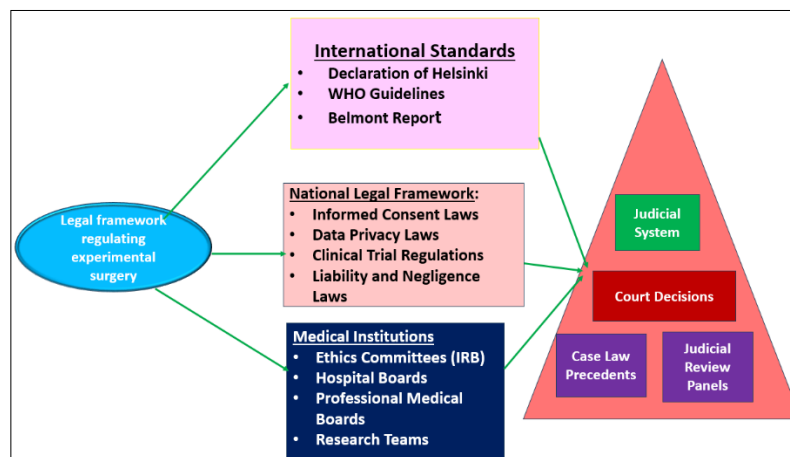 Legal framework
regulating
experimental
surgery
International Standards
• Declaration of Helsinki
• WHO Guidelines
• Belmont Report
National Legal Framework:
• Informed Consent Laws
• Data Privacy Laws
• Clinical Trial Regulations
• Liability and Negligence
Laws
Medical Institutions
• Ethics Committees (IRB)
• Hospital Boards
• Professional Medical
Boards
• Research Teams
Judicial
System
Court Decisions
Case Law
Precedents
Judicial
Review
Panels